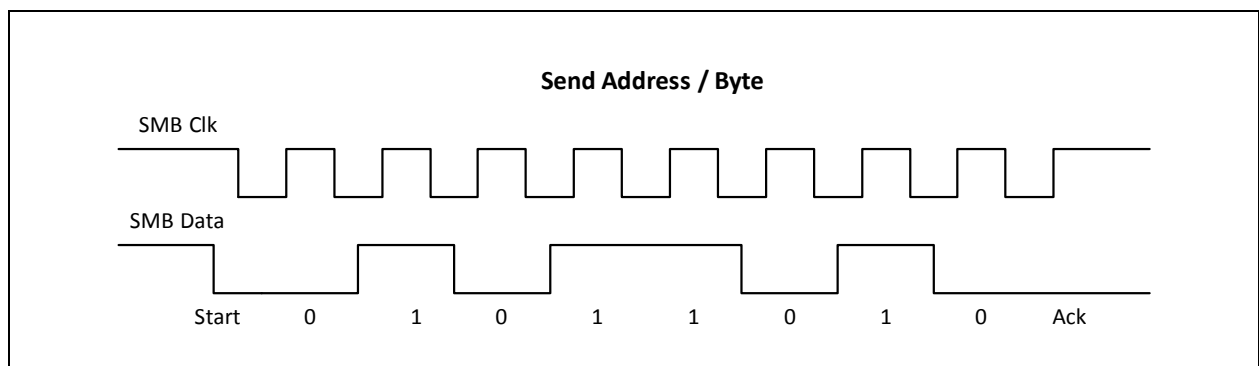 Send Address / Byte
SMB Clk
SMB Data
Start 0 1 0 1 1 0 1 0 Ack